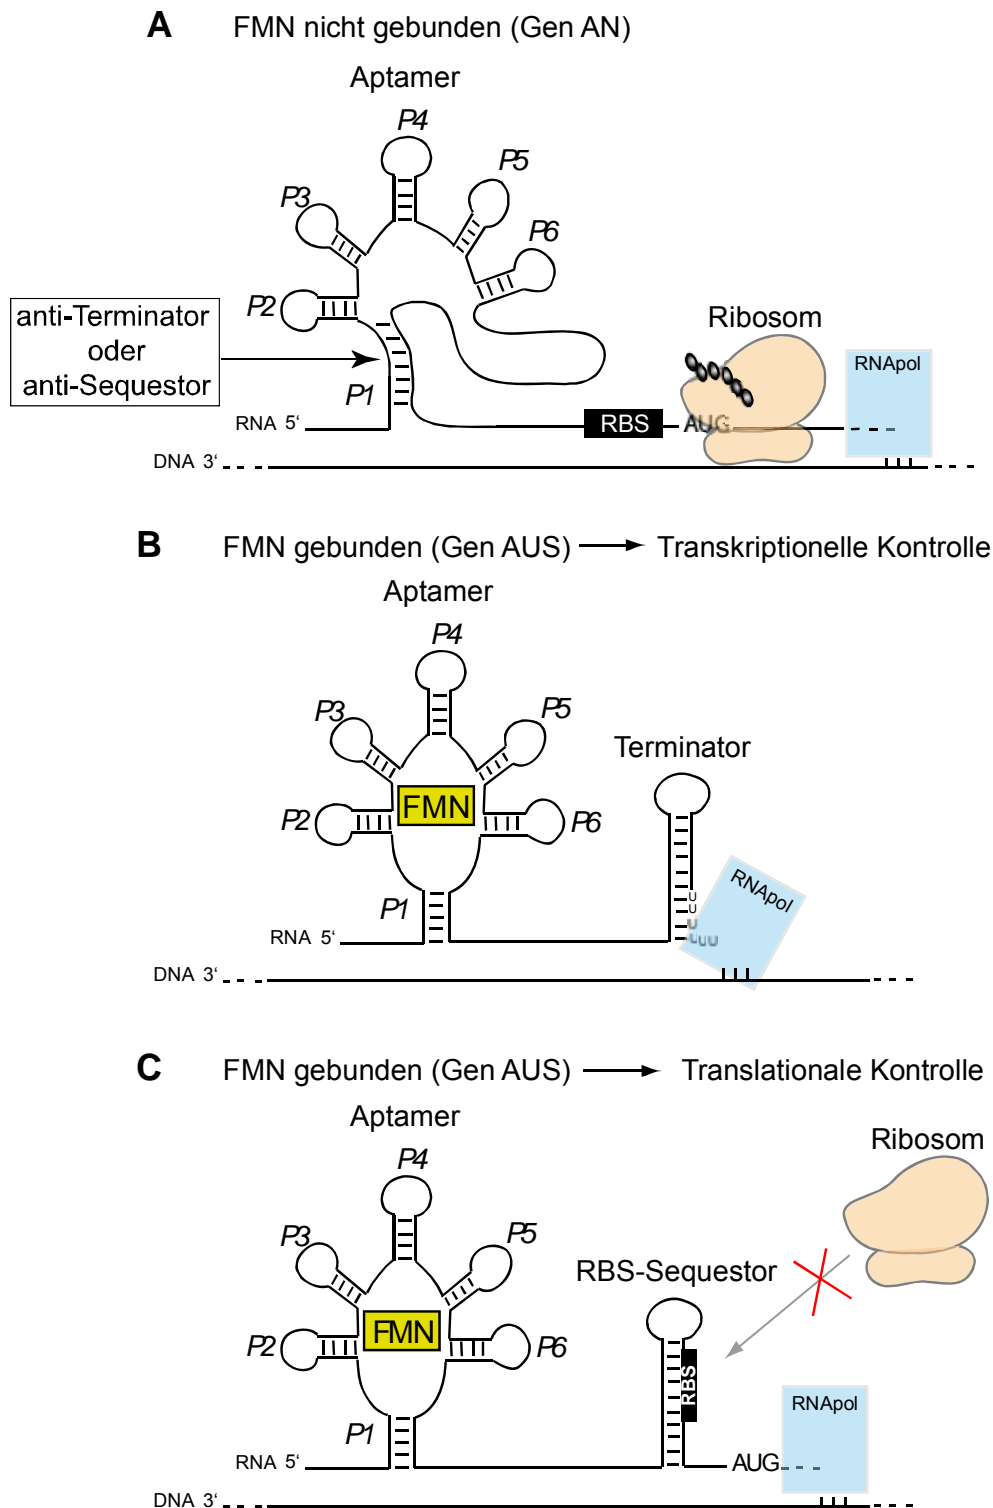 A FMN nicht gebunden (Gen AN)
Aptamer
P4
P3
P5
P6
P2
anti-Terminator
oder
anti-Sequestor
P1
Ribosom
RNApol
RNA 5'
RBS
AUG
DNA 3'
B FMN gebunden (Gen AUS) Transkriptionelle Kontrolle
Aptamer
P4
P3
P5
Terminator
FMN
P2
P6
RNApol
P1
U
U
U
UUU
RNA 5'
DNA 3'
C FMN gebunden (Gen AUS) Translationale Kontrolle
Aptamer
Ribosom
P4
P3
P5
RBS-Sequestor
FMN
P2
P6
RBS
RNApol
P1
RNA 5'
AUG
DNA 3'